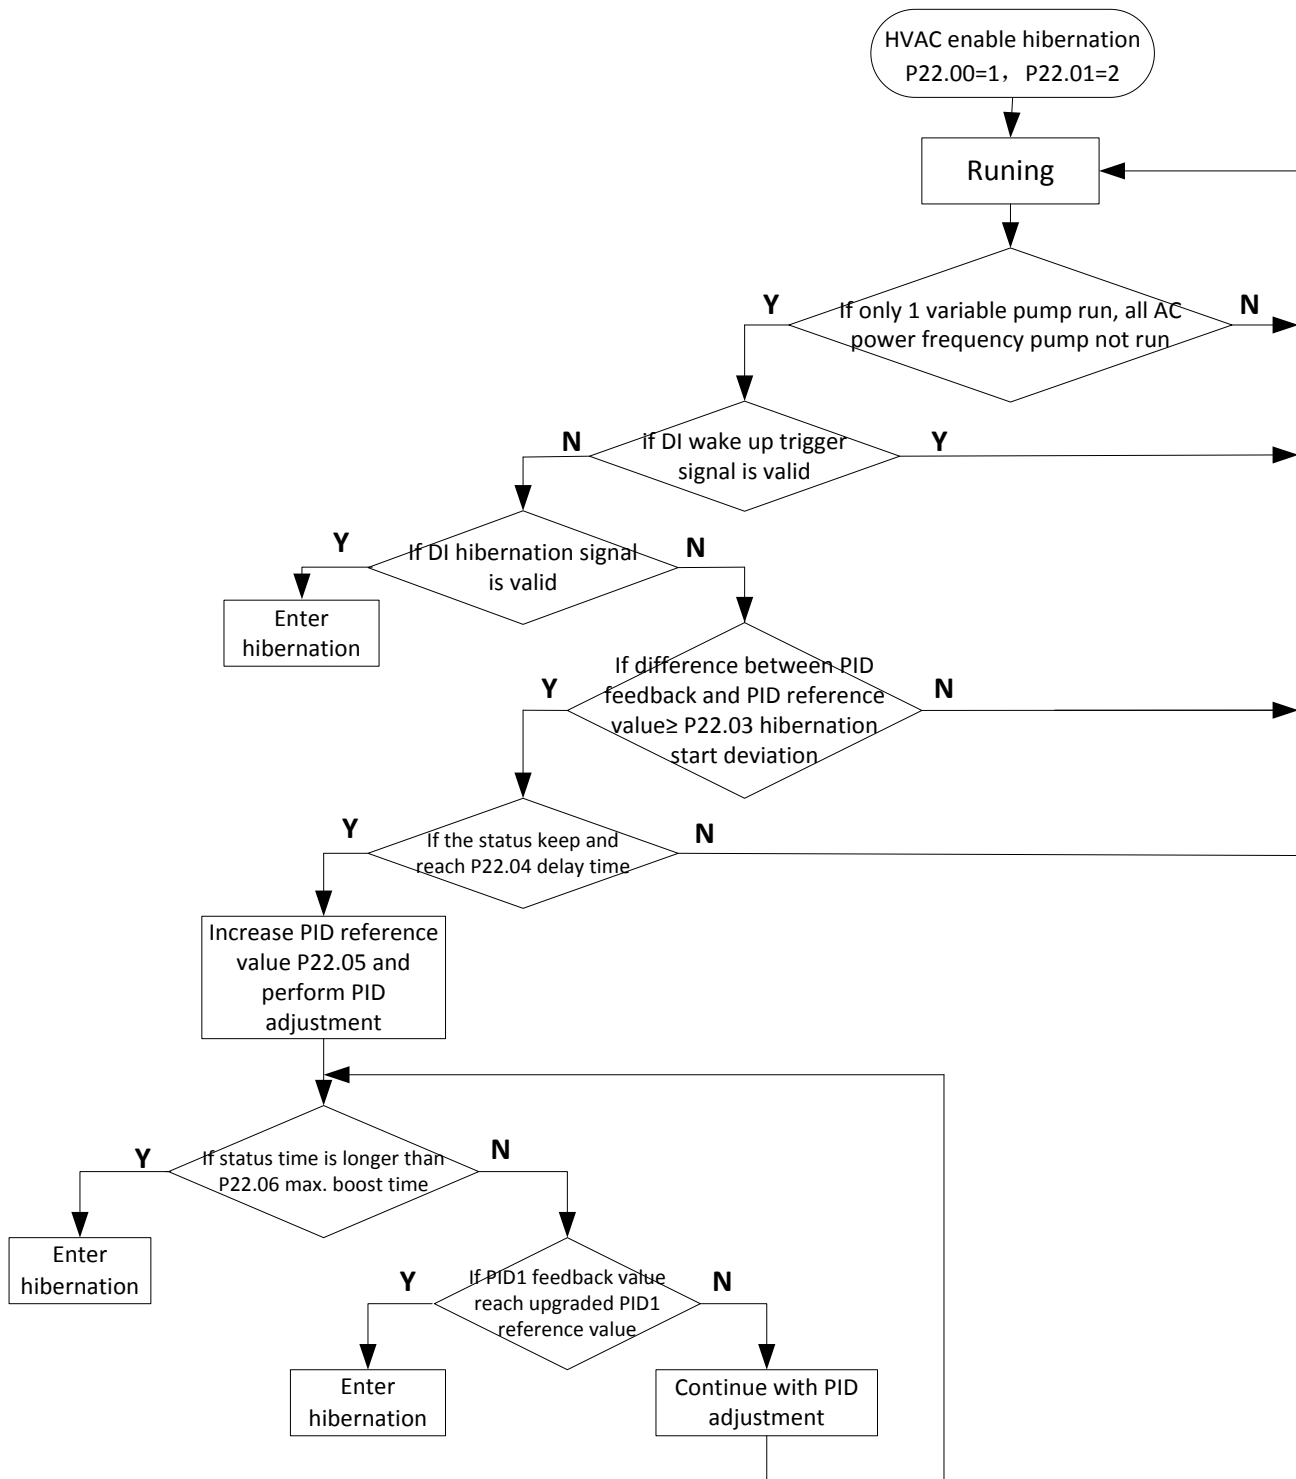 HVAC enable hibernation
P22.00=1，P22.01=2
Runing
Y
If only 1 variable pump run, all AC
power frequency pump not run
N
N
if DI wake up trigger
signal is valid
Y
Y
If DI hibernation signal
is valid
N
Enter
hibernation
Y
If difference between PID
feedback and PID reference
value≥ P22.03 hibernation
start deviation
N
Y
If the status keep and
reach P22.04 delay time
N
Increase PID reference
value P22.05 and
perform PID
adjustment
Y
If status time is longer than
P22.06 max. boost time
N
Enter
hibernation
Y
If PID1 feedback value
reach upgraded PID1
reference value
N
Enter
hibernation
Continue with PID
adjustment